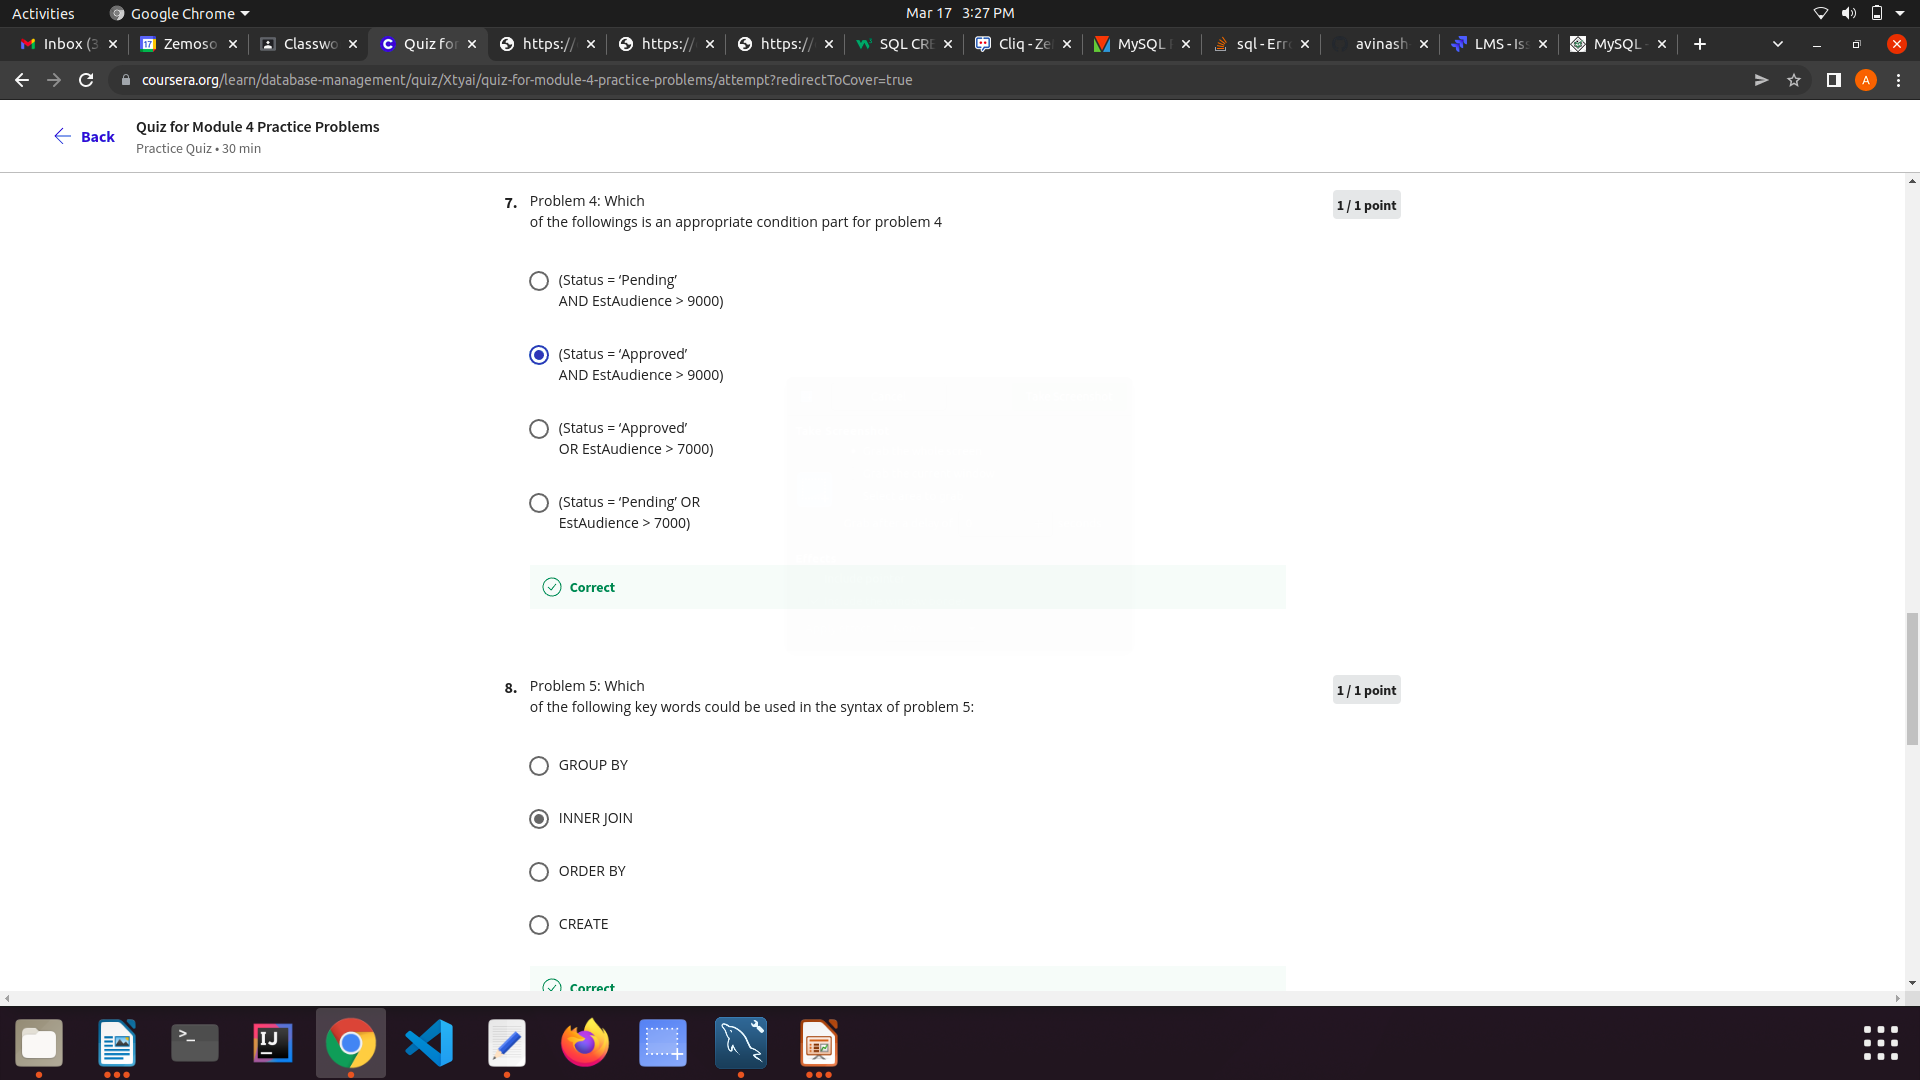 Activities
Google Chrome
Mar 17 3:27 PM
Inbox (3
Zemoso
Classwo
Quiz for
https://
https://
https://
SQL CRE
Cliq - Ze
MySQL
sql - Erro
avinash
LMS - Iss
MySQL -
coursera.org/learn/database-management/quiz/Xtyai/quiz-for-module-4-practice-problems/attempt?redirectToCover=true
A
Back
Quiz for Module 4 Practice Problems
Practice Quiz • 30 min
7. Problem 4: Which
of the followings is an appropriate condition part for problem 4
1 / 1 point
(Status = ‘Pending’
AND EstAudience > 9000)
(Status = ‘Approved’
AND EstAudience > 9000)
(Status = ‘Approved’
OR EstAudience > 7000)
(Status = ‘Pending’ OR
EstAudience > 7000)
Correct
8. Problem 5: Which
of the following key words could be used in the syntax of problem 5:
1 / 1 point
GROUP BY
INNER JOIN
ORDER BY
CREATE
Correct